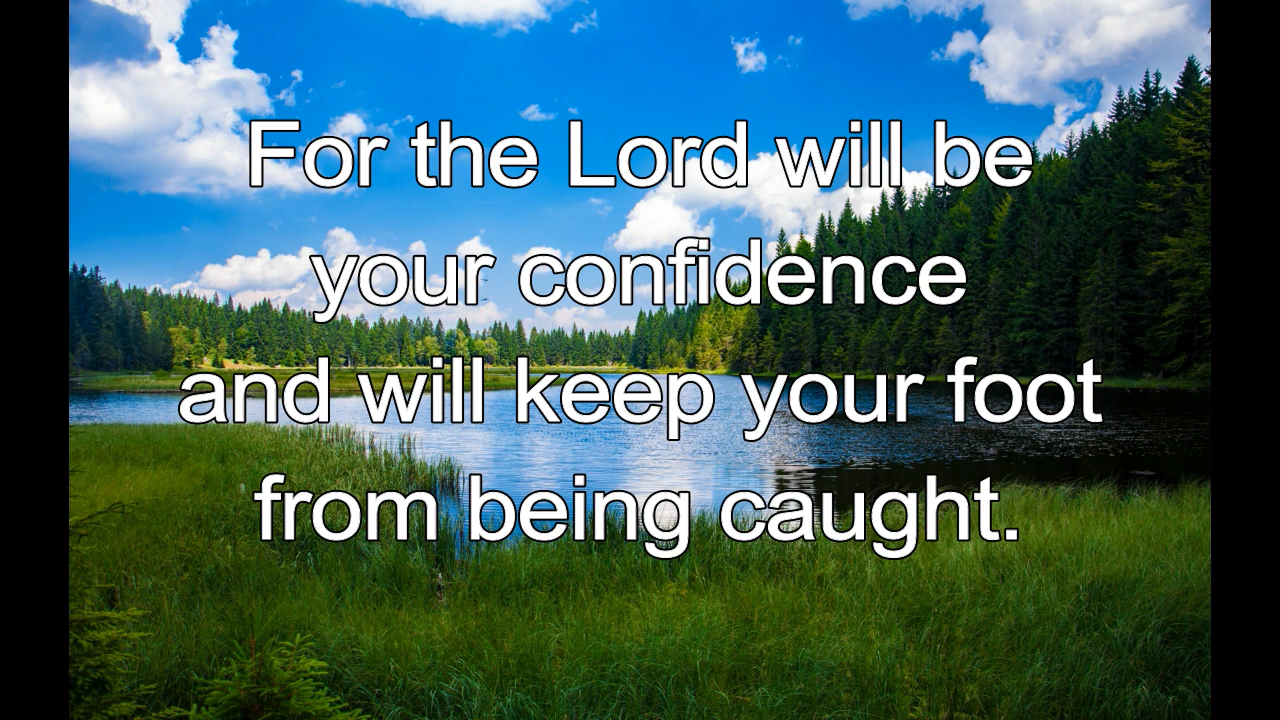 For the Lord will be
your confidence
and will keep your foot
from being caught.